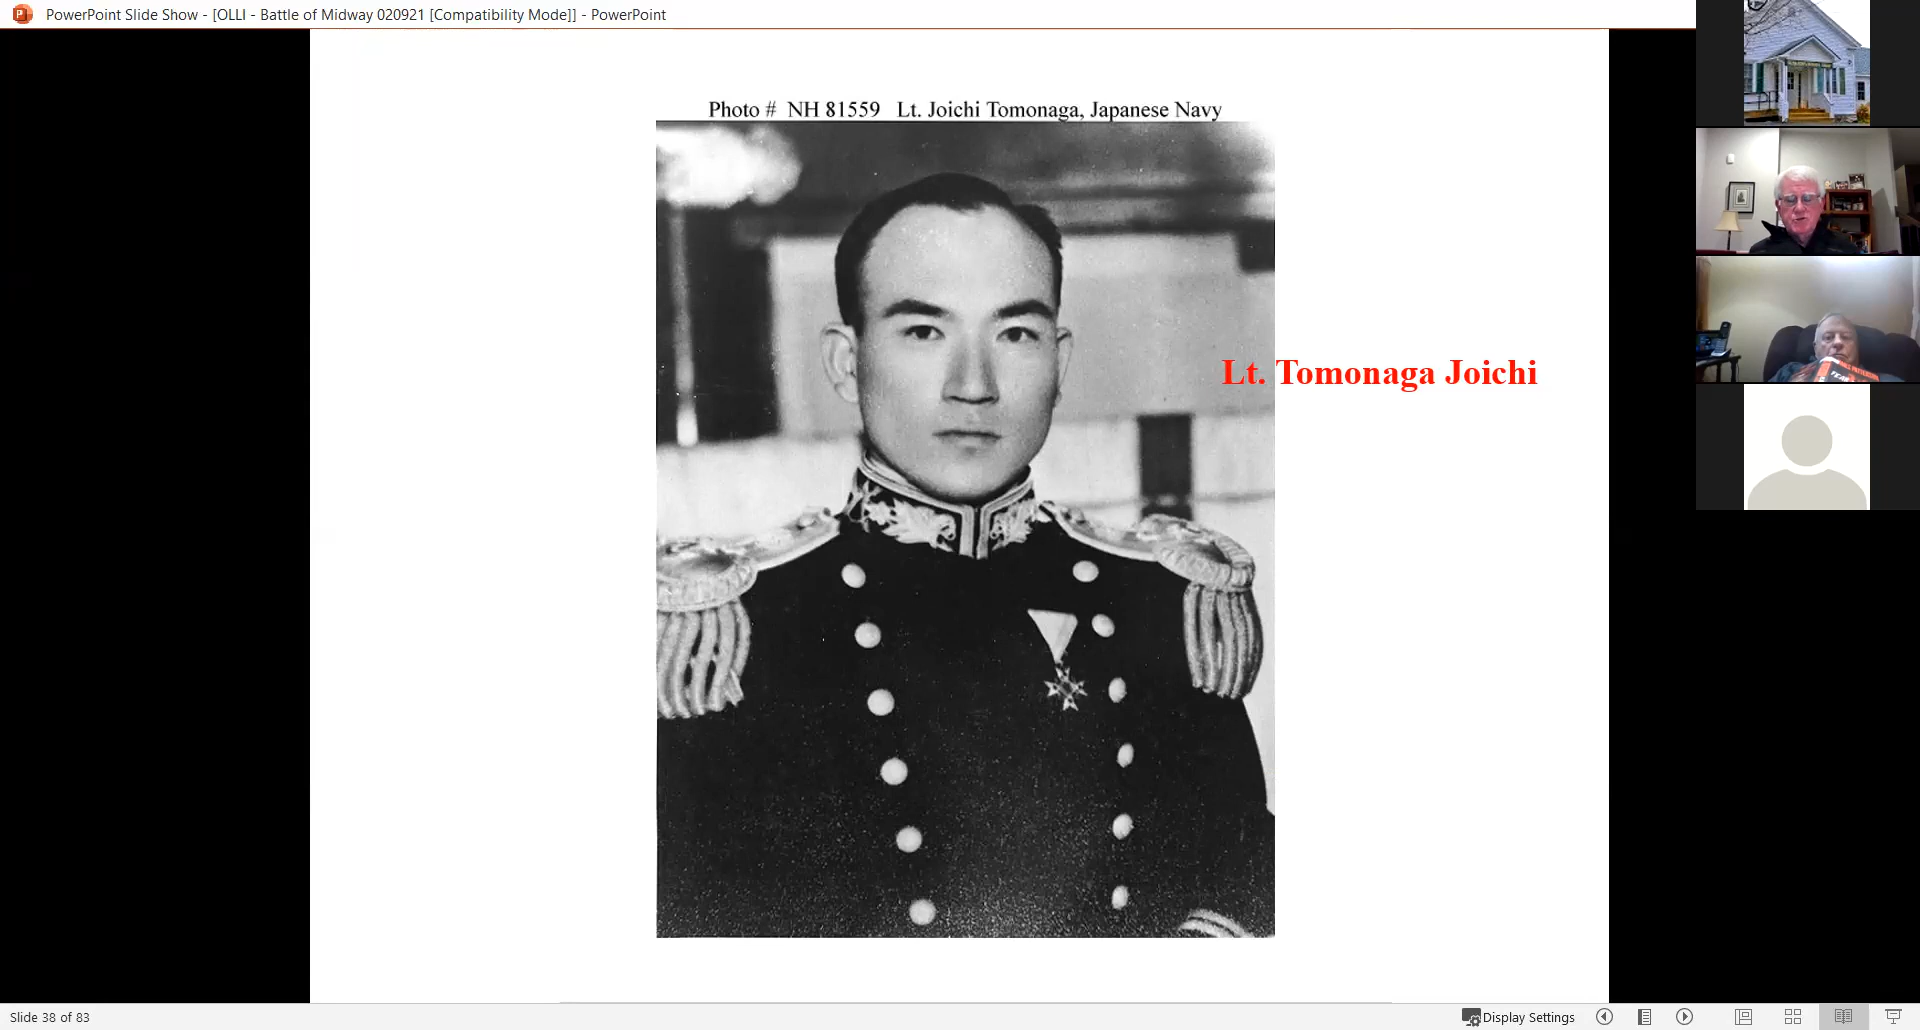 PowerPoint Slide Show - [OLLI - Battle of Midway 020921 [Compatibility Mode]] - PowerPoint
Photo # NH 81559 Lt. Joichi Tomonaga, Japanese Navy
Lt. Tomonaga Joichi
Slide 38 of 83
Display Settings